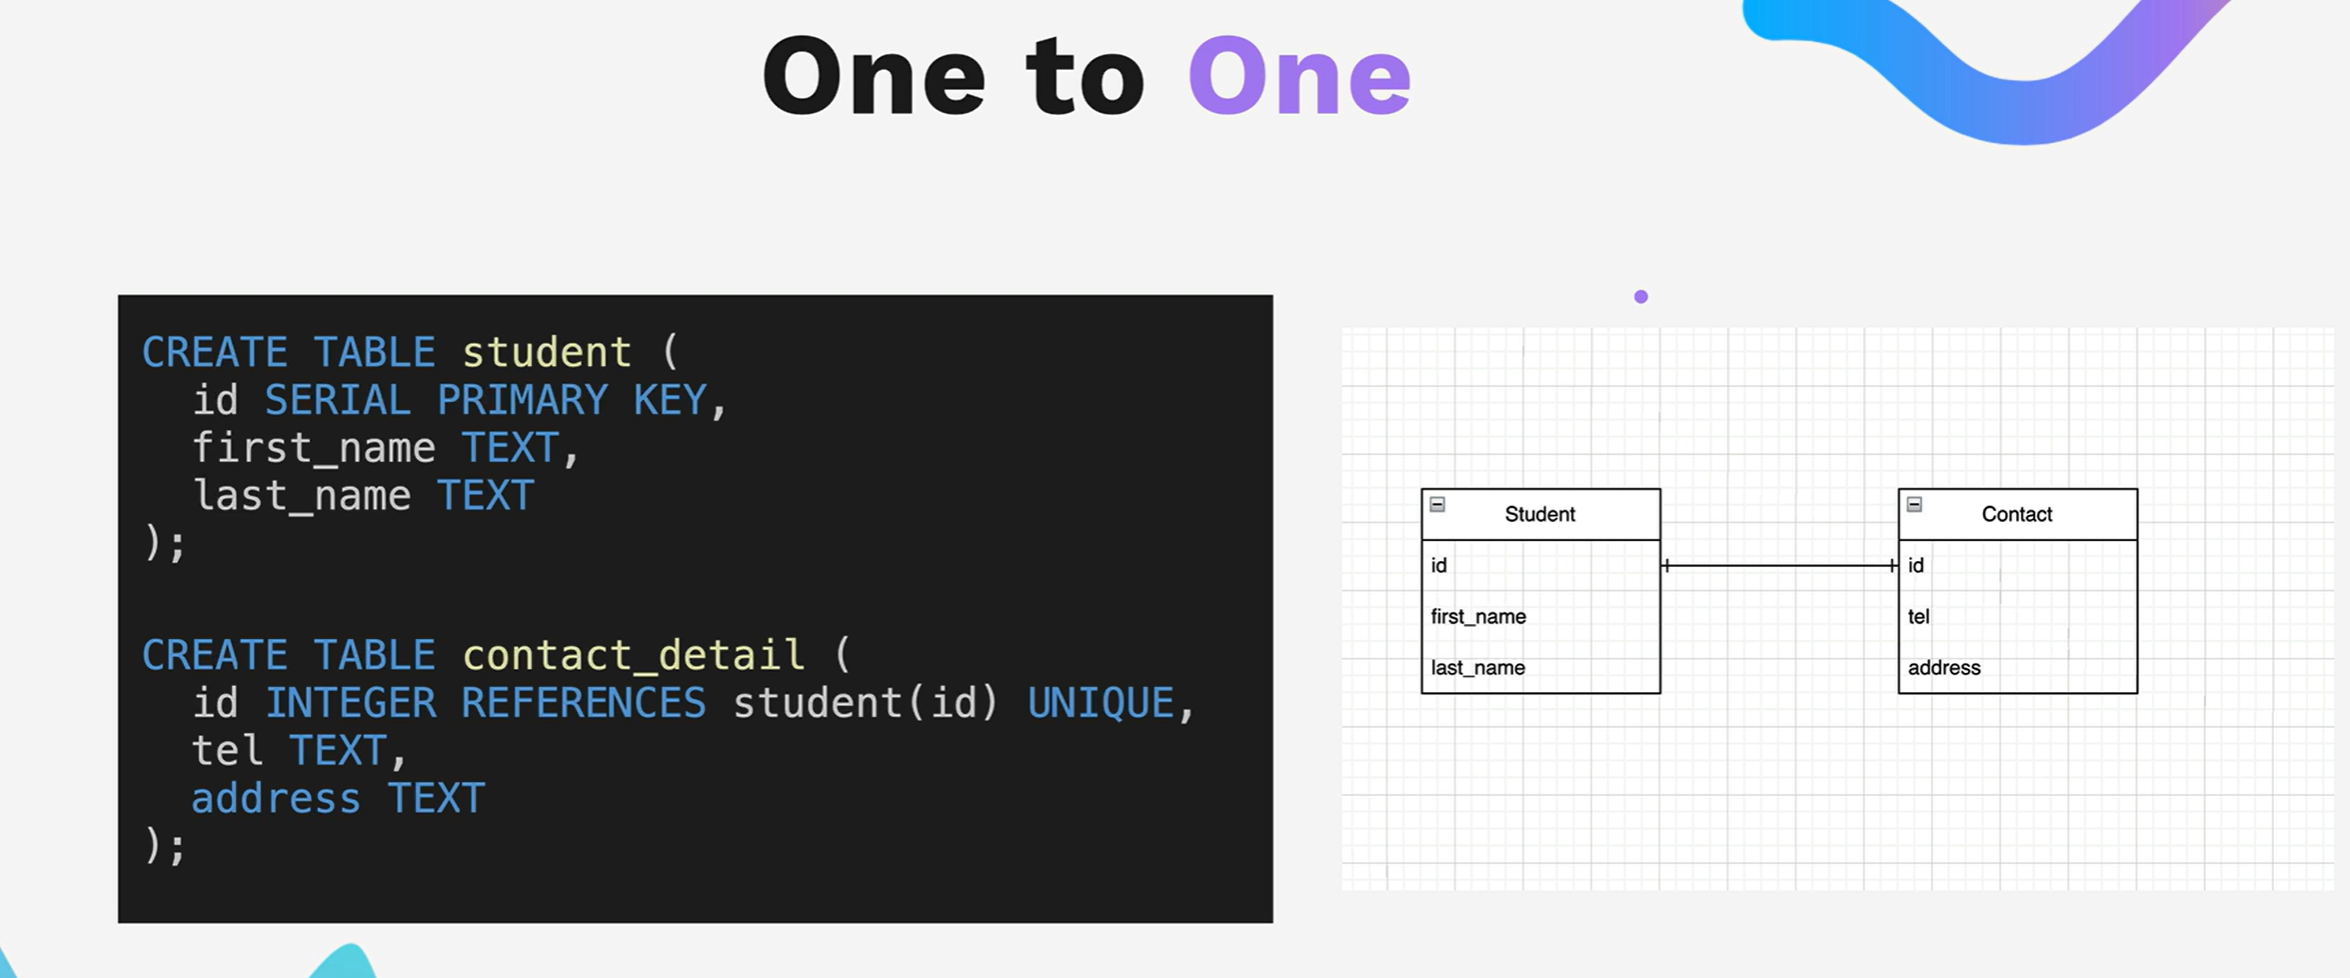 One to One
CREATE TABLE student (
  id SERIAL PRIMARY KEY,
  first_name TEXT,
  last_name TEXT
);
CREATE TABLE contact_detail (
  id INTEGER REFERENCES student(id) UNIQUE,
  tel TEXT,
  address TEXT
);
Student
id
first_name
last_name
Contact
id
tel
address